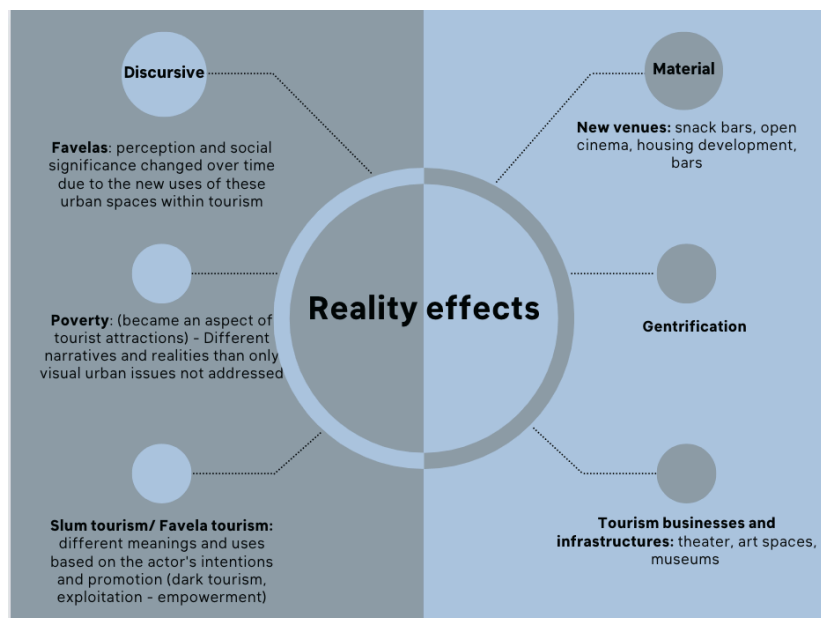 Discursive
Favelas: perception and social
significance changed over time
due to the new uses of these
urban spaces within tourism
Poverty: (became an aspect of
tourist attractions) - Different
narratives and realities than only
visual urban issues not addressed
Slum tourism/ Favela tourism:
different meanings and uses
based on the actor's intentions
and promotion (dark tourism,
exploitation - empowerment)
Reality effects
Material
New venues: snack bars, open
cinema, housing development,
bars
Gentrification
Tourism businesses and
infrastructures: theater, art spaces,
museums